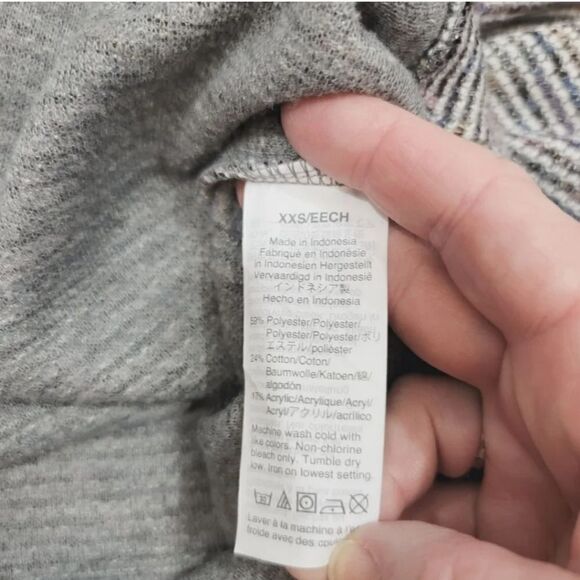 XXS/EECH
Made in Indonesia
Fabriqué en Indonésie
in Indonesien Hergestellt
Vervaardigd in Indonesië
インドネシア製
Hecho en Indonesia
59% Polyester/Polyester/
Polyester/Polyester/ポリ
エステル/poliéster
24% Cotton/Coton/
Baumwolle/Katoen/綿/
algodón
17% Acrylic/Acrylique/Acryl/
Acryl/アクリル/acrílico
Machine wash cold with
like colors. Non-chlorine
bleach only. Tumble dry
low. Iron on lowest setting.
Laver à la machine à l'eau
froide avec des